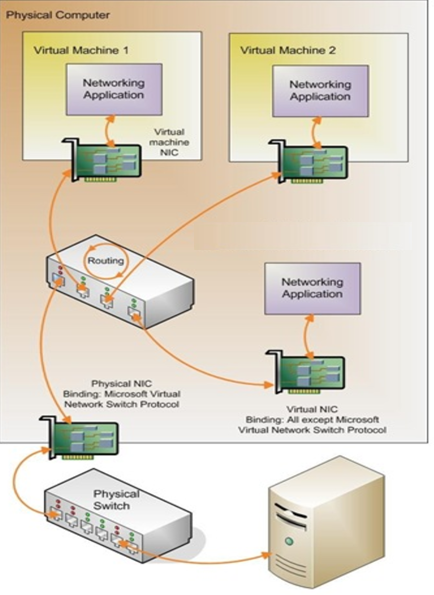 Physical Computer
Virtual Machine 1
Virtual Machine 2
Networking
Application
Networking
Application
Virtual
machine
NIC
Routing
Networking
Application
Physical NIC
Binding: Microsoft Virtual
Network Switch Protocol
Virtual NIC
Binding: All except Microsoft
Virtual Network Switch Protocol
Physical
Switch